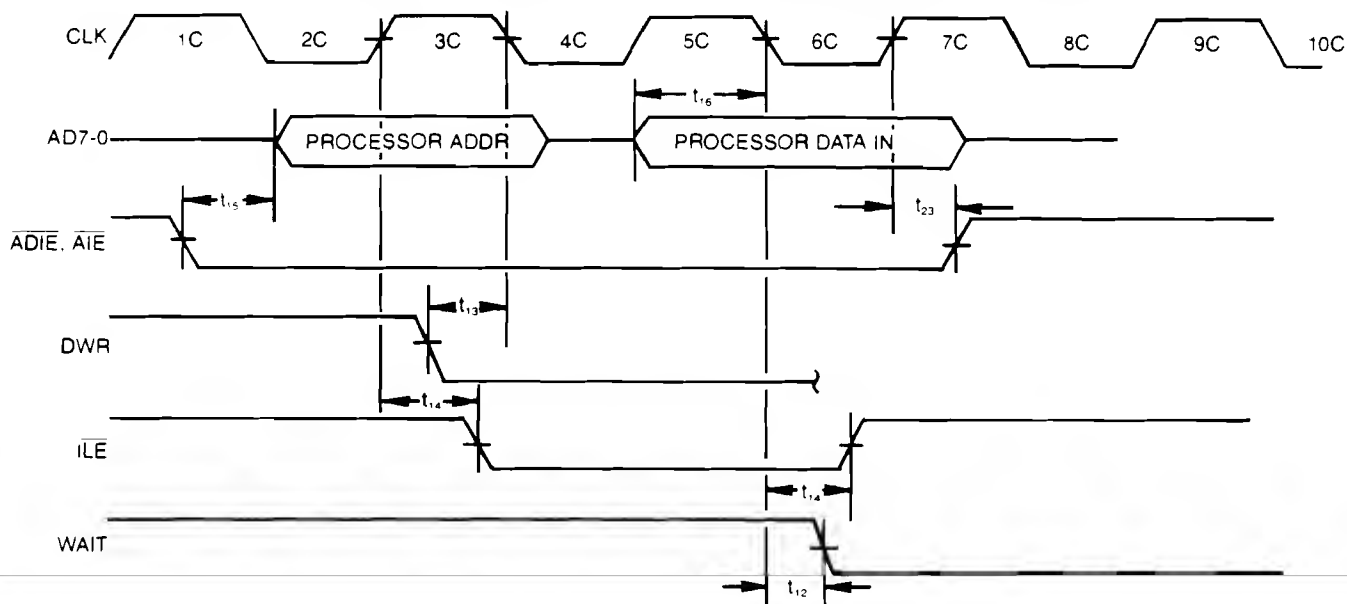 CLK 1C 2C 3C 4C 5C 6C 7C 8C 9C 10C
t16
AD7-0 PROCESSOR ADDR PROCESSOR DATA IN
t15 t23
ADIE, AIE
t13
DWR
t14
ILE
t14
WAIT
t12